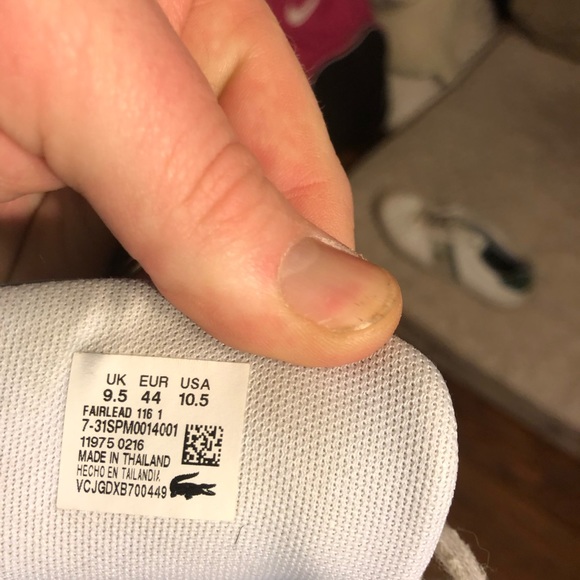 UK EUR USA
9.5 44 10.5
FAIRLEAD 116 1
7-31SPM0014001
11975 0216
MADE IN THAILAND
HECHO EN TAILANDIA
VCJGDXB700449